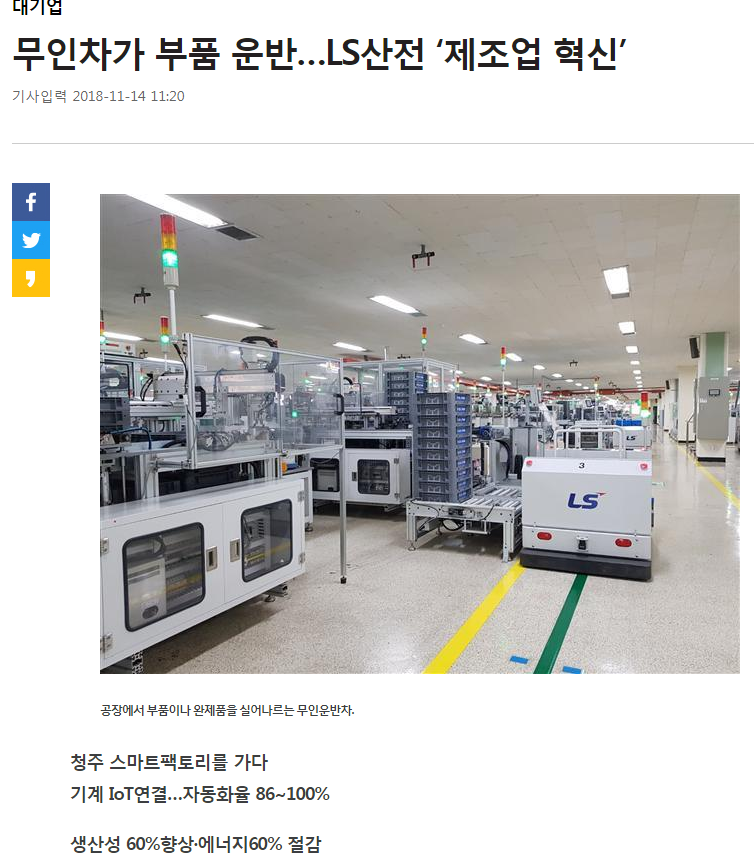 대기업
무인차가 부품 운반...LS산전 ‘제조업 혁신’
기사입력 2018-11-14 11:20
3
LS
LS
공장에서 부품이나 완제품을 실어나르는 무인운반차.
청주 스마트팩토리를 가다
기계 IoT연결...자동화율 86~100%
생산성 60%향상·에너지60% 절감